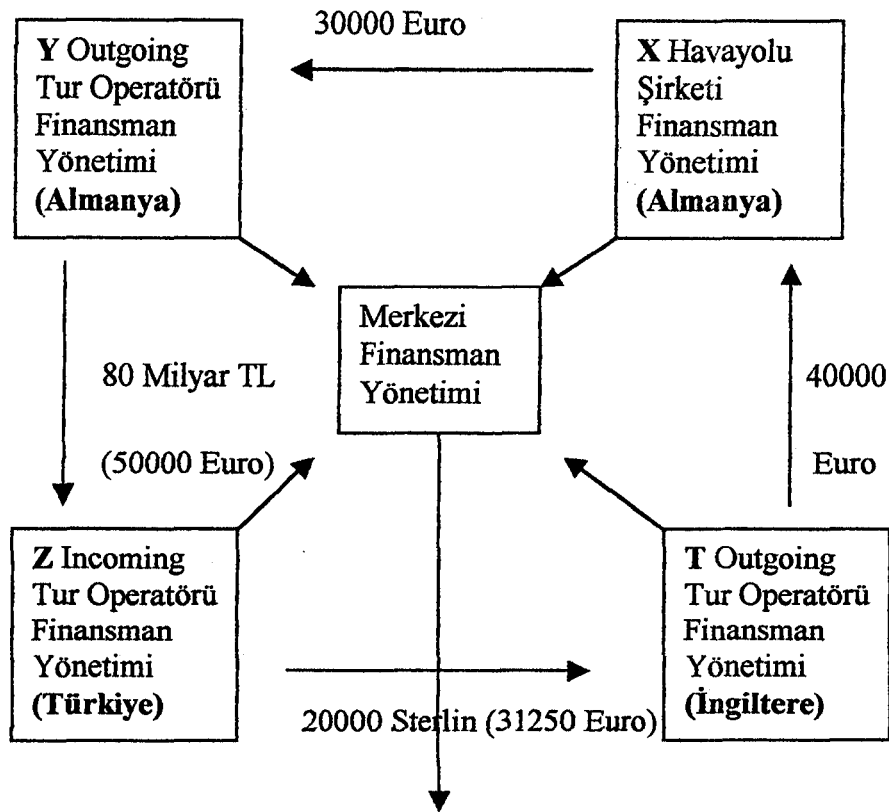 30000 Euro
Y Outgoing
Tur Operatörü
Finansman
Yönetimi
(Almanya)
X Havayolu
Şirketi
Finansman
Yönetimi
(Almanya)
Merkezi
Finansman
Yönetimi
80 Milyar TL
(50000 Euro)
40000
Euro
Z Incoming
Tur Operatörü
Finansman
Yönetimi
(Türkiye)
T Outgoing
Tur Operatörü
Finansman
Yönetimi
(İngiltere)
20000 Sterlin (31250 Euro)